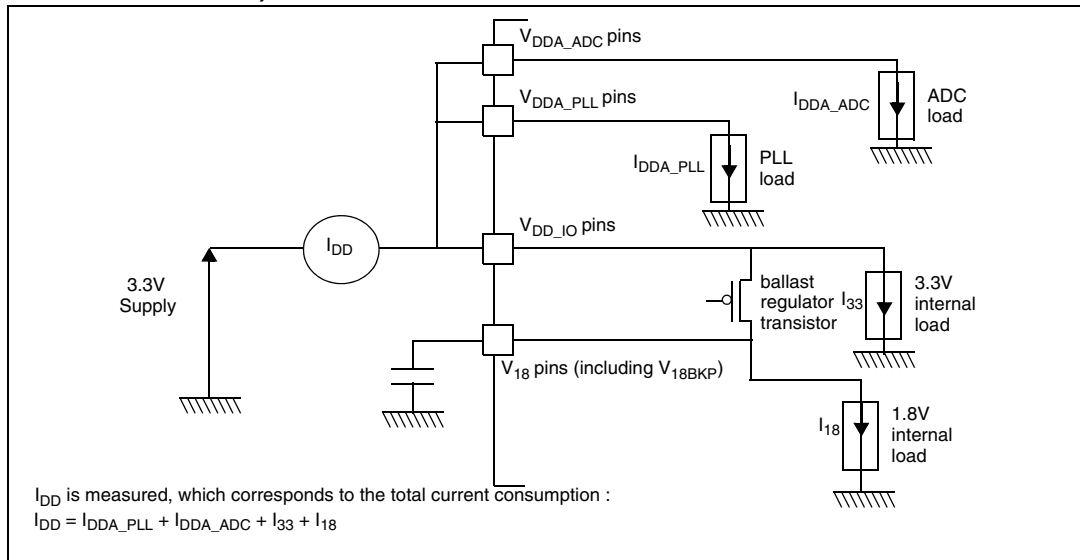 V_DDA_ADC pins
V_DDA_PLL pins
I_DDA_ADC
ADC
load
I_DDA_PLL
PLL
load
V_DD_IO pins
I_DD
3.3V
Supply
ballast
regulator
transistor
I_33
3.3V
internal
load
V_18 pins (including V_18BKP)
I_18
1.8V
internal
load
I_DD is measured, which corresponds to the total current consumption :
I_DD = I_DDA_PLL + I_DDA_ADC + I_33 + I_18